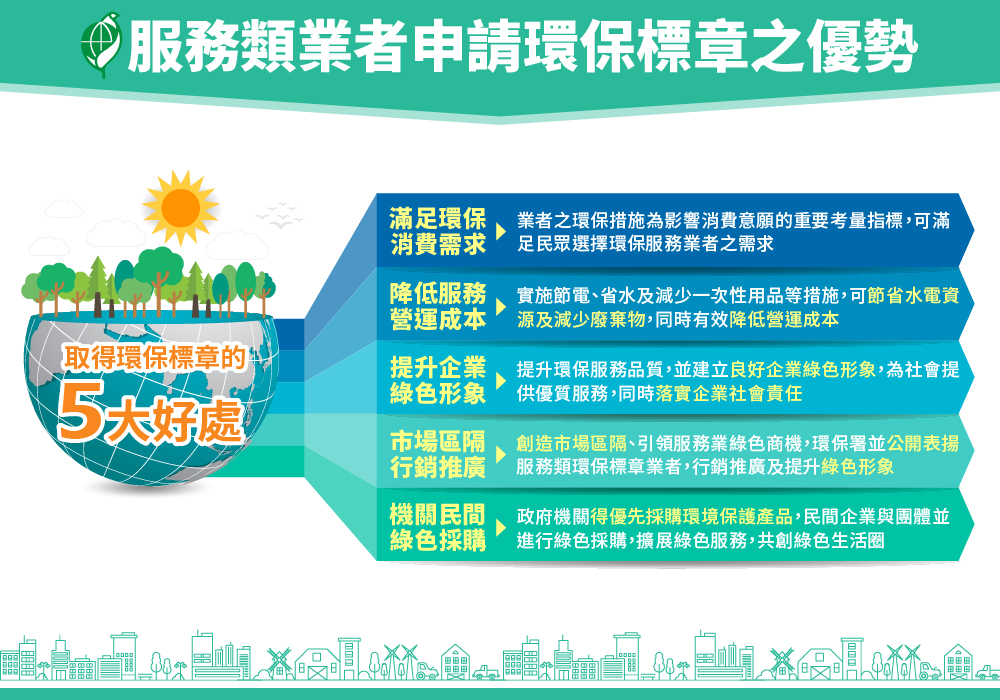 服務類業者申請環保標章之優勢
取得環保標章的
5大好處
滿足環保
消費需求
業者之環保措施為影響消費意願的重要考量指標,可滿
足民眾選擇環保服務業者之需求
降低服務
營運成本
實施節電、省水及減少一次性用品等措施,可節省水電資
源及減少廢棄物,同時有效降低營運成本
提升企業
綠色形象
提升環保服務品質,並建立良好企業綠色形象,為社會提
供優質服務,同時落實企業社會責任
市場區隔
行銷推廣
創造市場區隔、引領服務業綠色商機,環保署並公開表揚
服務類環保標章業者,行銷推廣及提升綠色形象
機關民間
綠色採購
政府機關得優先採購環境保護產品,民間企業與團體並
進行綠色採購,擴展綠色服務,共創綠色生活圈